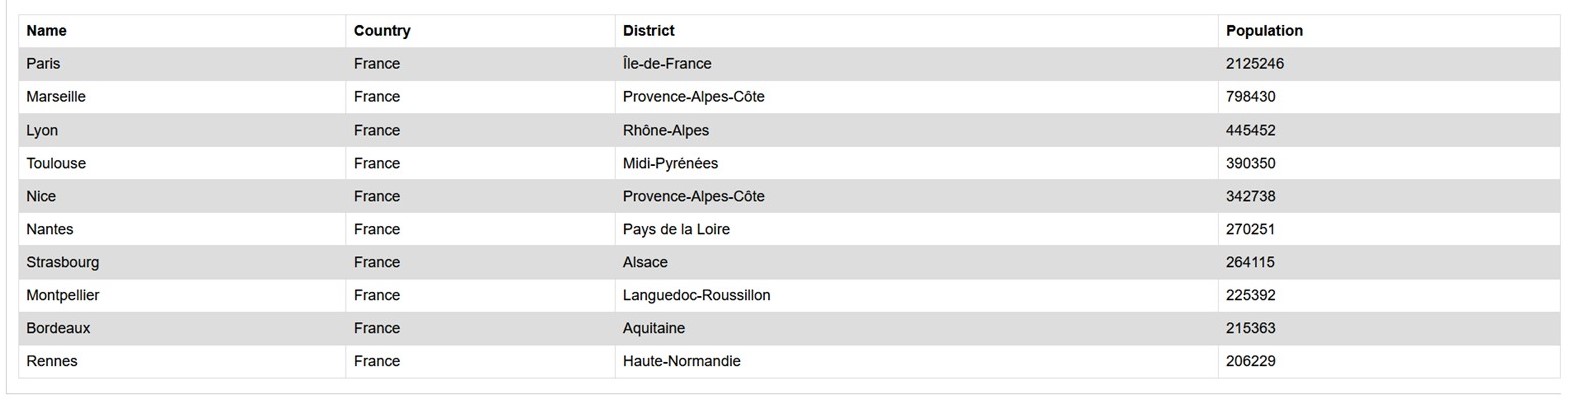 Name Country District Population
Paris France Île-de-France 2125246
Marseille France Provence-Alpes-Côte 798430
Lyon France Rhône-Alpes 445452
Toulouse France Midi-Pyrénées 390350
Nice France Provence-Alpes-Côte 342738
Nantes France Pays de la Loire 270251
Strasbourg France Alsace 264115
Montpellier France Languedoc-Roussillon 225392
Bordeaux France Aquitaine 215363
Rennes France Haute-Normandie 206229